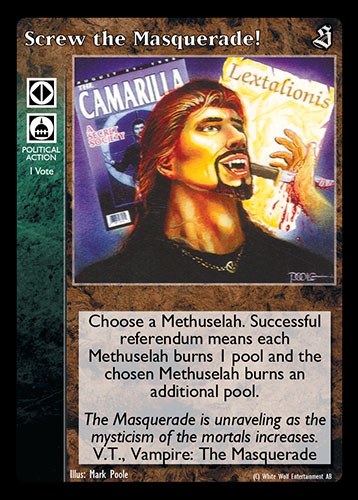 Screw the Masquerade!
POLITICAL
ACTION
1 Vote
THE
CAMARILLA
A
SECRET
SOCIETY
Lextalionis
POOLE
Choose a Methuselah. Successful
referendum means each
Methuselah burns 1 pool and the
chosen Methuselah burns an
additional pool.
The Masquerade is unraveling as the
mysticism of the mortals increases.
V.T., Vampire: The Masquerade
Illus: Mark Poole
(C) White Wolf Entertainment AB